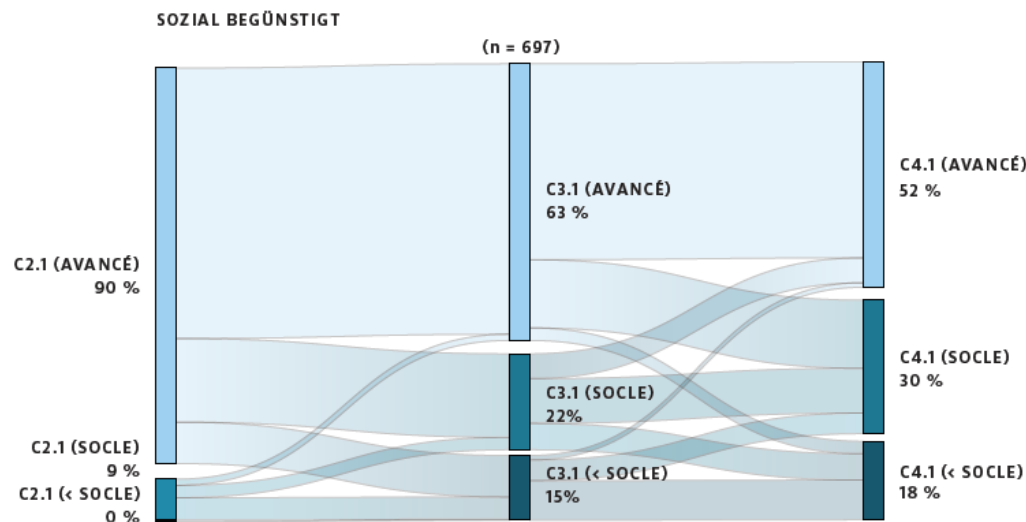 SOZIAL BEGÜNSTIGT
(n = 697)
C2.1 (AVANCÉ)
90 %
C2.1 (SOCLE)
9 %
C2.1 (< SOCLE)
0 %
C3.1 (AVANCÉ)
63 %
C3.1 (SOCLE)
22%
C3.1 (< SOCLE)
15%
C4.1 (AVANCÉ)
52 %
C4.1 (SOCLE)
30 %
C4.1 (< SOCLE)
18 %